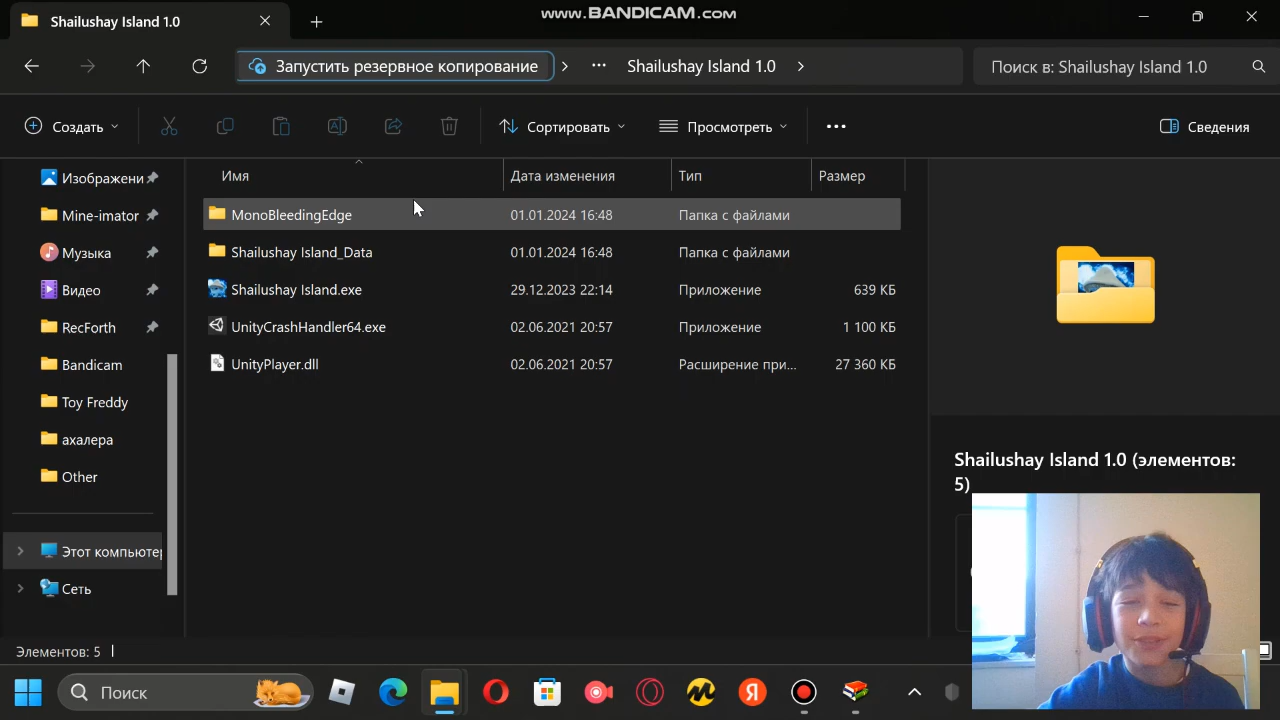 Shailushay Island 1.0
www.BANDICAM.com
Запустить резервное копирование
Shailushay Island 1.0
Поиск в: Shailushay Island 1.0
Создать
Сортировать
Просмотреть
Сведения
Имя
Дата изменения
Тип
Размер
Изображени
Mine-imator
Музыка
Видео
RecForth
Bandicam
Toy Freddy
ахалера
Other
Этот компьютер
Сеть
MonoBleedingEdge 01.01.2024 16:48 Папка с файлами
Shailushay Island_Data 01.01.2024 16:48 Папка с файлами
Shailushay Island.exe 29.12.2023 22:14 Приложение 639 КБ
UnityCrashHandler64.exe 02.06.2021 20:57 Приложение 1 100 КБ
UnityPlayer.dll 02.06.2021 20:57 Расширение при... 27 360 КБ
Shailushay Island 1.0 (элементов:
5)
Элементов: 5
Поиск